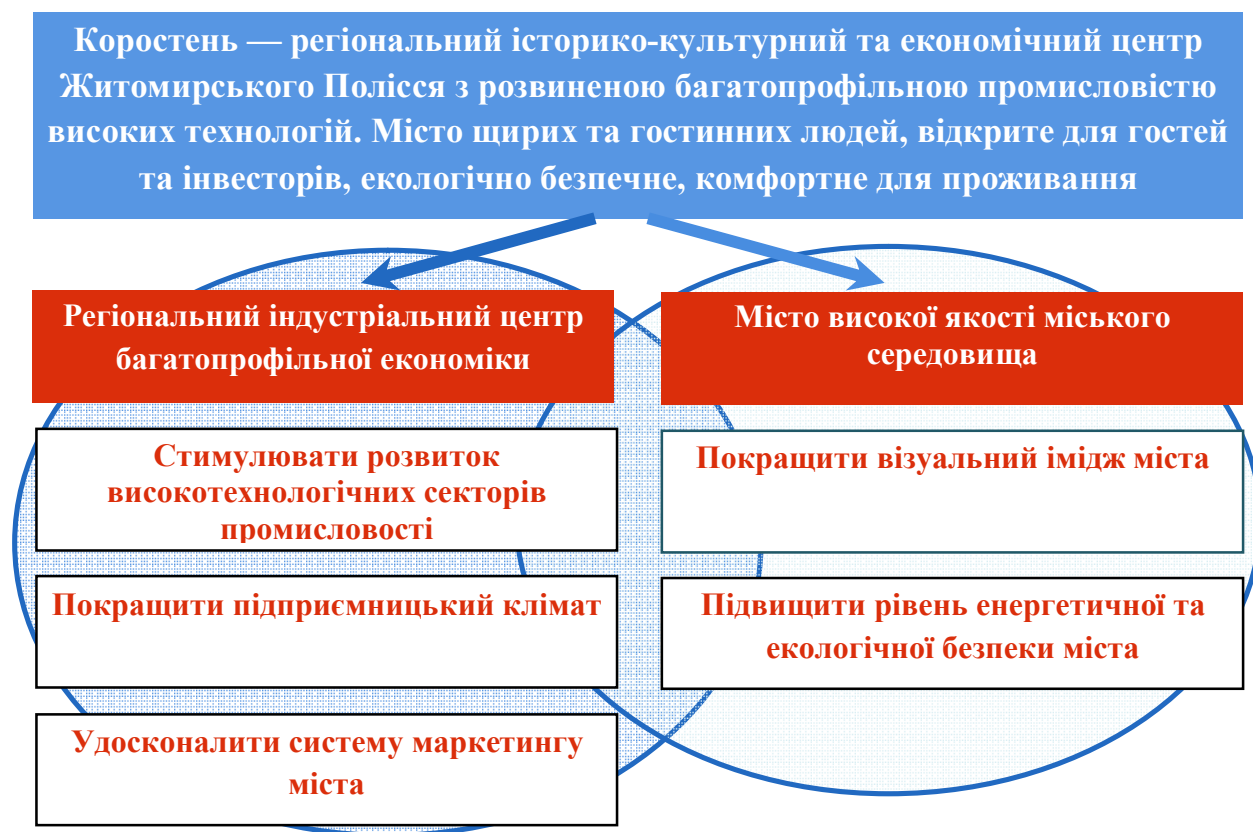 Коростень — регіональний історико-культурний та економічний центр
Житомирського Полісся з розвиненою багатопрофільною промисловістю
високих технологій. Місто щирих та гостинних людей, відкрите для гостей
та інвесторів, екологічно безпечне, комфортне для проживання
Регіональний індустріальний центр
багатопрофільної економіки
Стимулювати розвиток
високотехнологічних секторів
промисловості
Покращити підприємницький клімат
Удосконалити систему маркетингу
міста
Місто високої якості міського
середовища
Покращити візуальний імідж міста
Підвищити рівень енергетичної та
екологічної безпеки міста